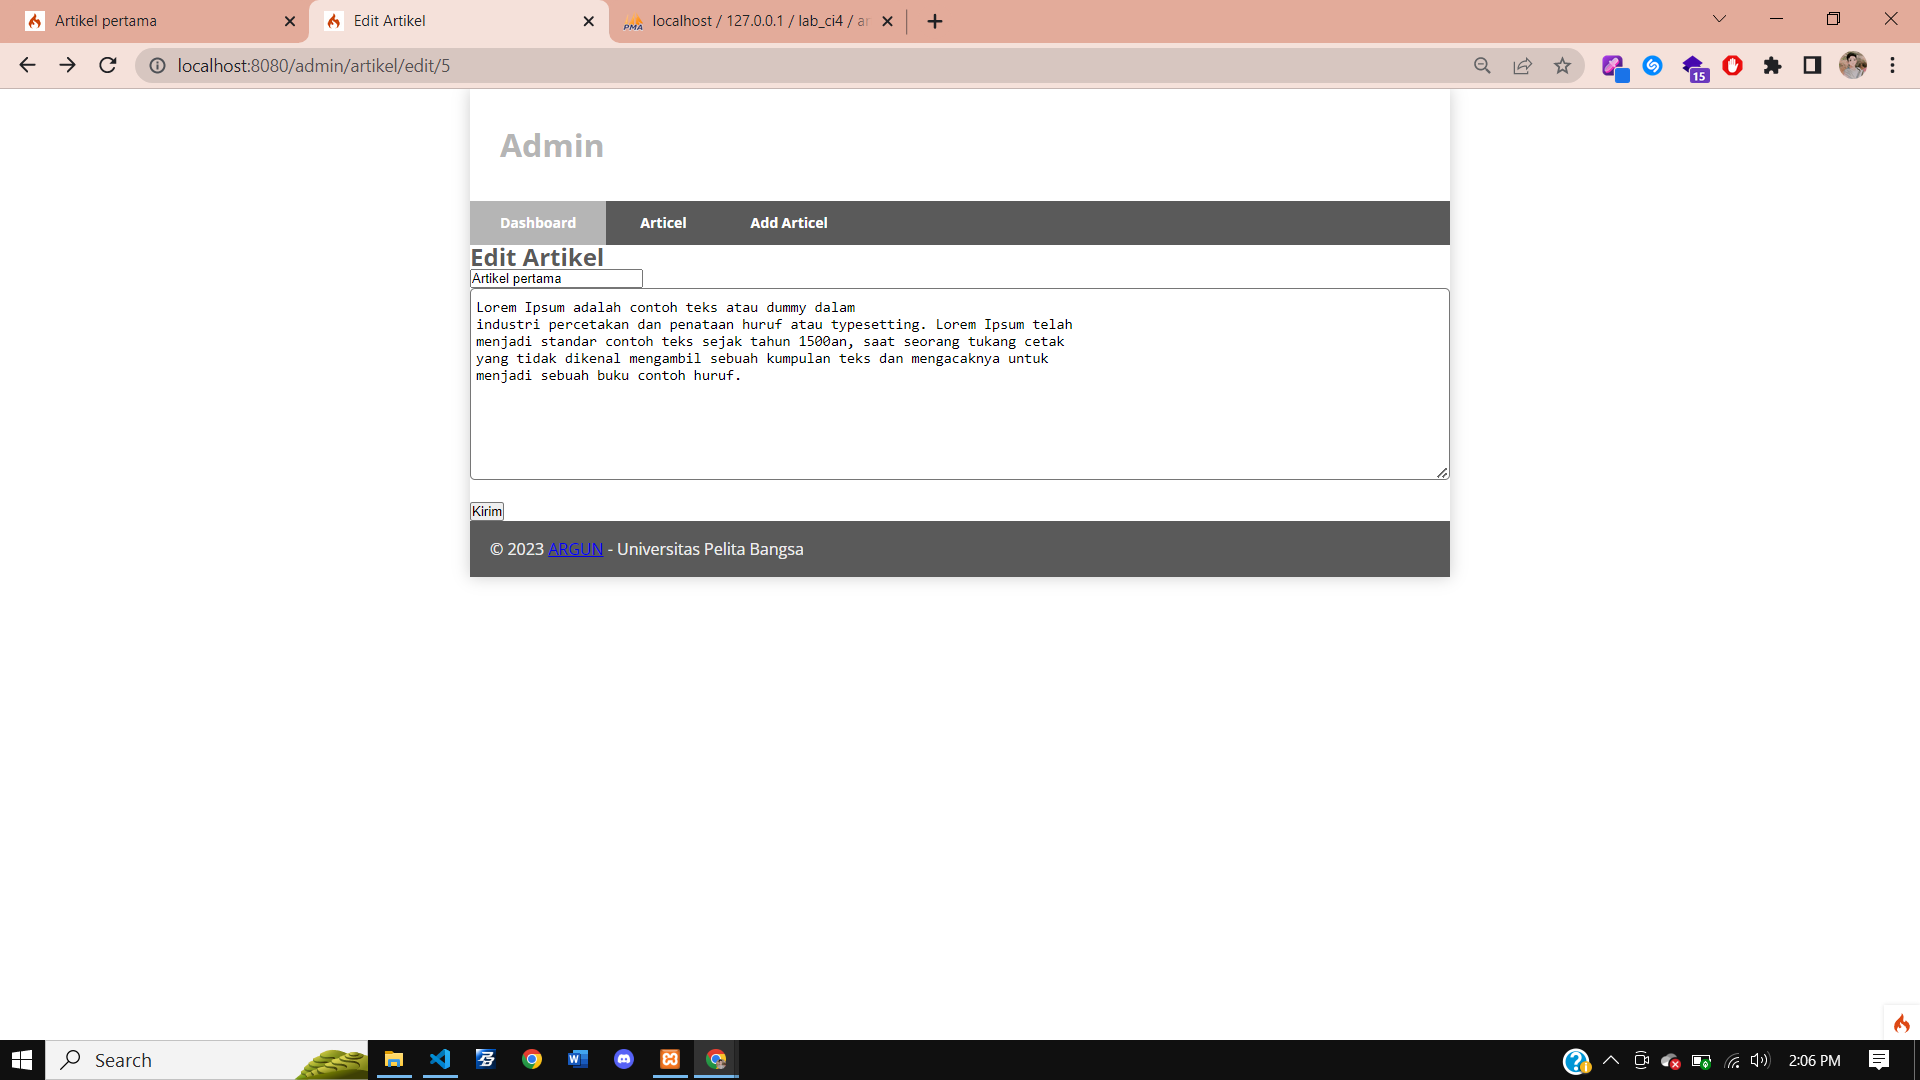 Artikel pertama
Edit Artikel
PMA
localhost / 127.0.0.1 / lab_ci4 / ar
localhost:8080/admin/artikel/edit/5
15
Admin
Dashboard
Articel
Add Articel
Edit Artikel
Artikel pertama
Lorem Ipsum adalah contoh teks atau dummy dalam
industri percetakan dan penataan huruf atau typesetting. Lorem Ipsum telah
menjadi standar contoh teks sejak tahun 1500an, saat seorang tukang cetak
yang tidak dikenal mengambil sebuah kumpulan teks dan mengacaknya untuk
menjadi sebuah buku contoh huruf.
Kirim
© 2023 ARGUN - Universitas Pelita Bangsa
Search
2:06 PM